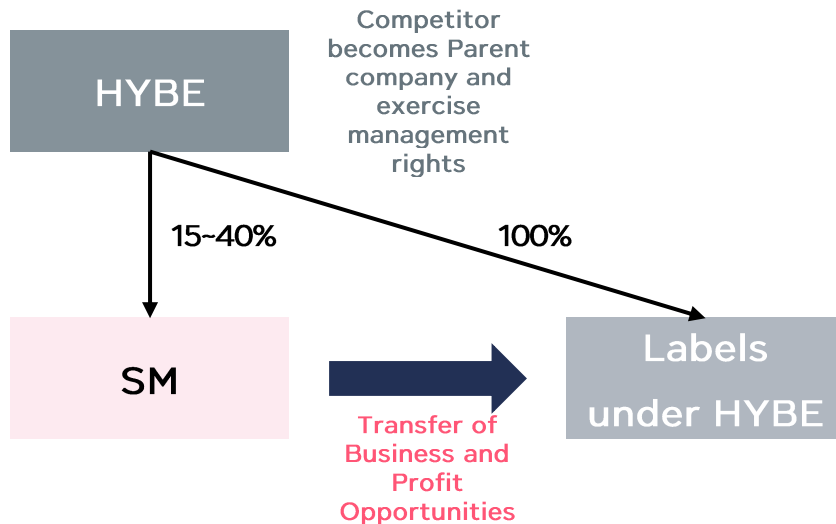 HYBE
Competitor
becomes Parent
company and
exercise
management
rights
15~40%
100%
SM
Transfer of
Business and
Profit
Opportunities
Labels
under HYBE